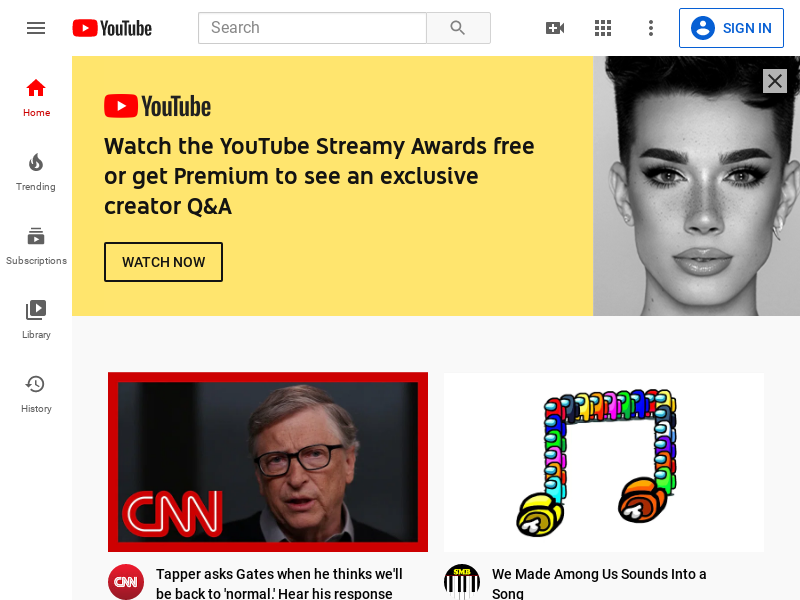 YouTube
Search
SIGN IN
Home
Trending
Subscriptions
Library
History
YouTube
Watch the YouTube Streamy Awards free
or get Premium to see an exclusive
creator Q&A
WATCH NOW
CNN
CNN
Tapper asks Gates when he thinks we'll
be back to 'normal.' Hear his response
SMB
We Made Among Us Sounds Into a
Song